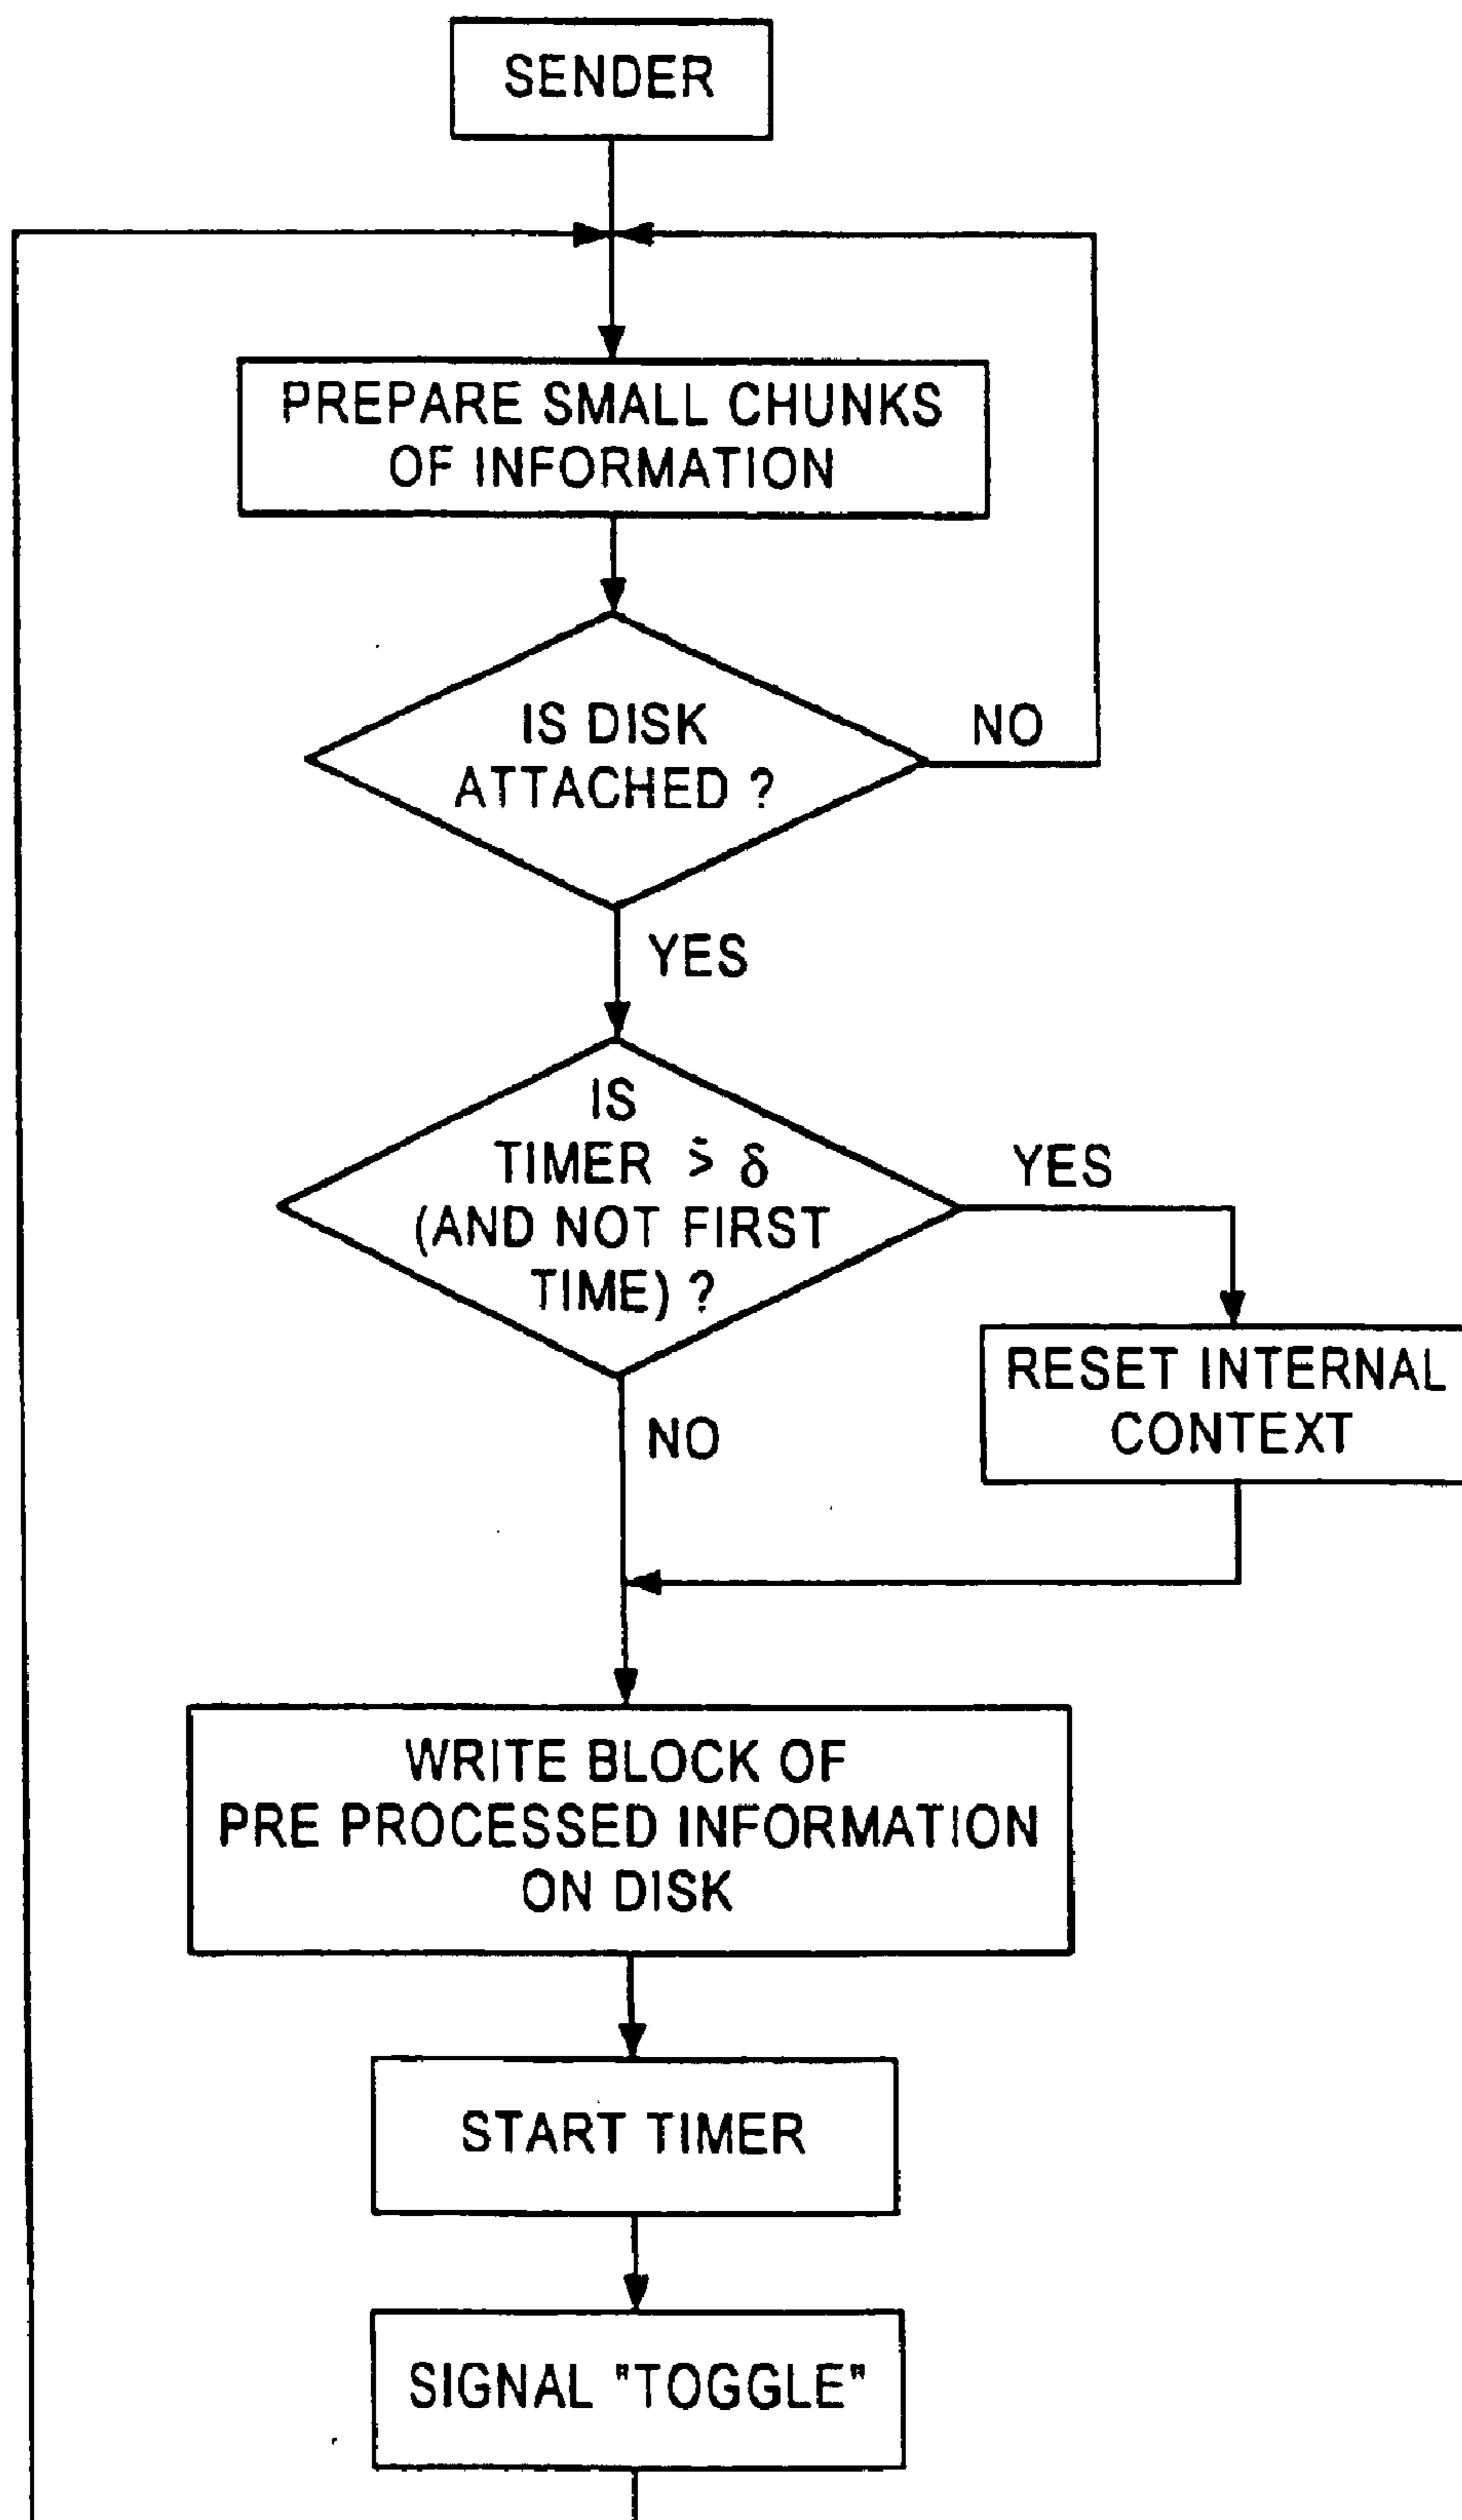 SENDER
PREPARE SMALL CHUNKS
OF INFORMATION
IS DISK
ATTACHED ?
NO
YES
IS
TIMER > δ
(AND NOT FIRST
TIME) ?
YES
NO
RESET INTERNAL
CONTEXT
WRITE BLOCK OF
PRE PROCESSED INFORMATION
ON DISK
START TIMER
SIGNAL "TOGGLE"